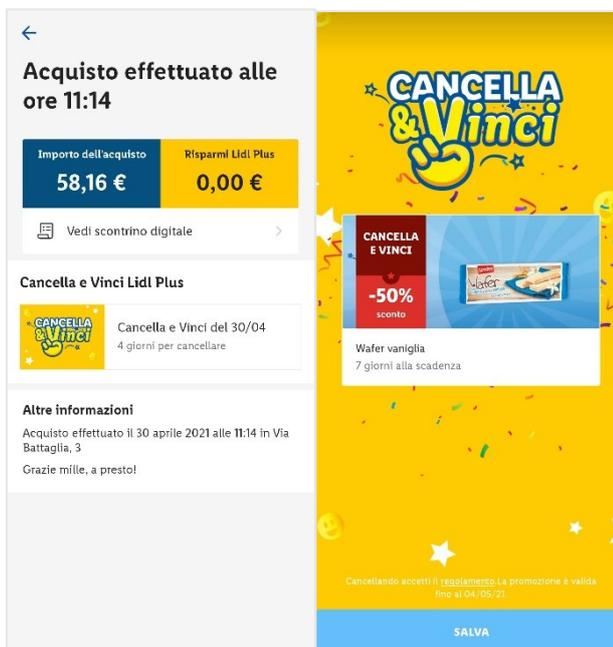 Acquisto effettuato alle
ore 11:14
Importo dell'acquisto
58,16 €
Risparmi Lidl Plus
0,00 €
Vedi scontrino digitale
Cancella e Vinci Lidl Plus
CANCELLA
& Vinci
Cancella e Vinci del 30/04
4 giorni per cancellare
Altre informazioni
Acquisto effettuato il 30 aprile 2021 alle 11:14 in Via
Battaglia, 3
Grazie mille, a presto!
CANCELLA
& Vinci
CANCELLA
E VINCI
-50%
sconto
Wafer
Wafer vaniglia
7 giorni alla scadenza
Cancellando accetti il regolamento.La promozione è valida
fino al 04/05/21.
SALVA